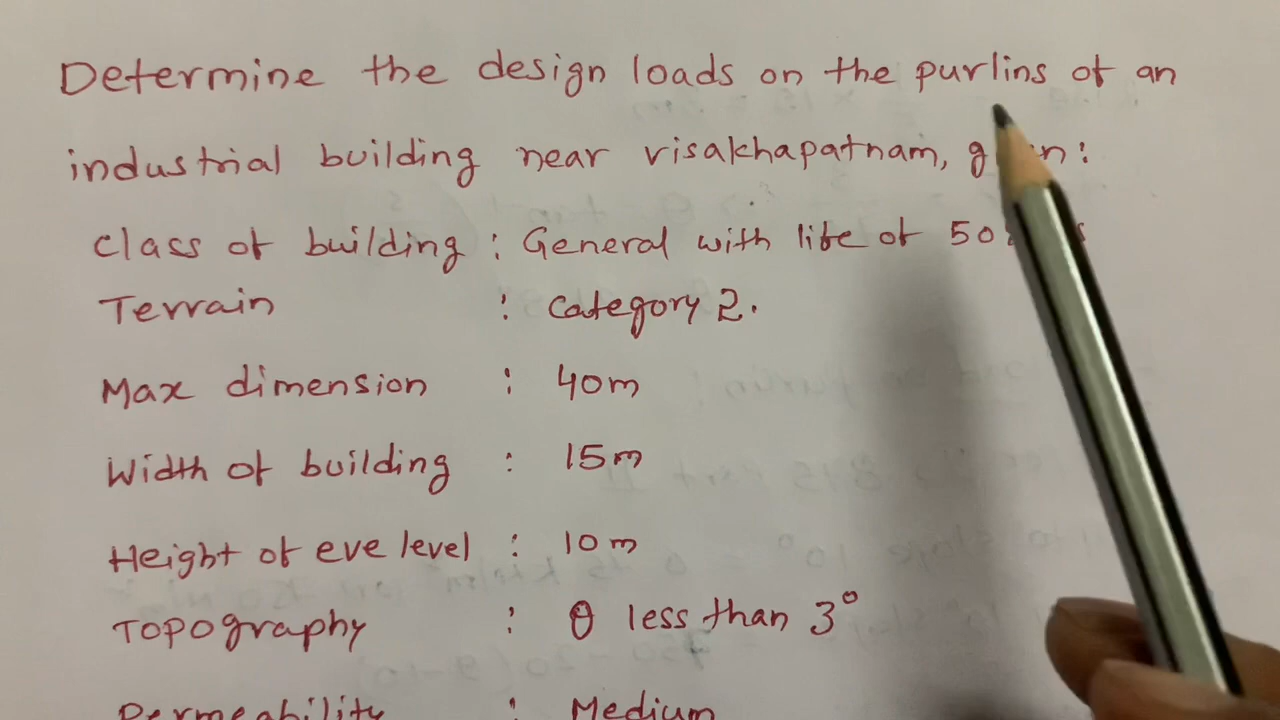 Determine the design loads on the purlins of an
industrial building near visakhapatnam,
class of building : General with life of 50
Terrain : category 2.
Max dimension : 40m
Width of building : 15m
Height of eve level : 10m
Topography : θ less than 3°
Permeability : Medium